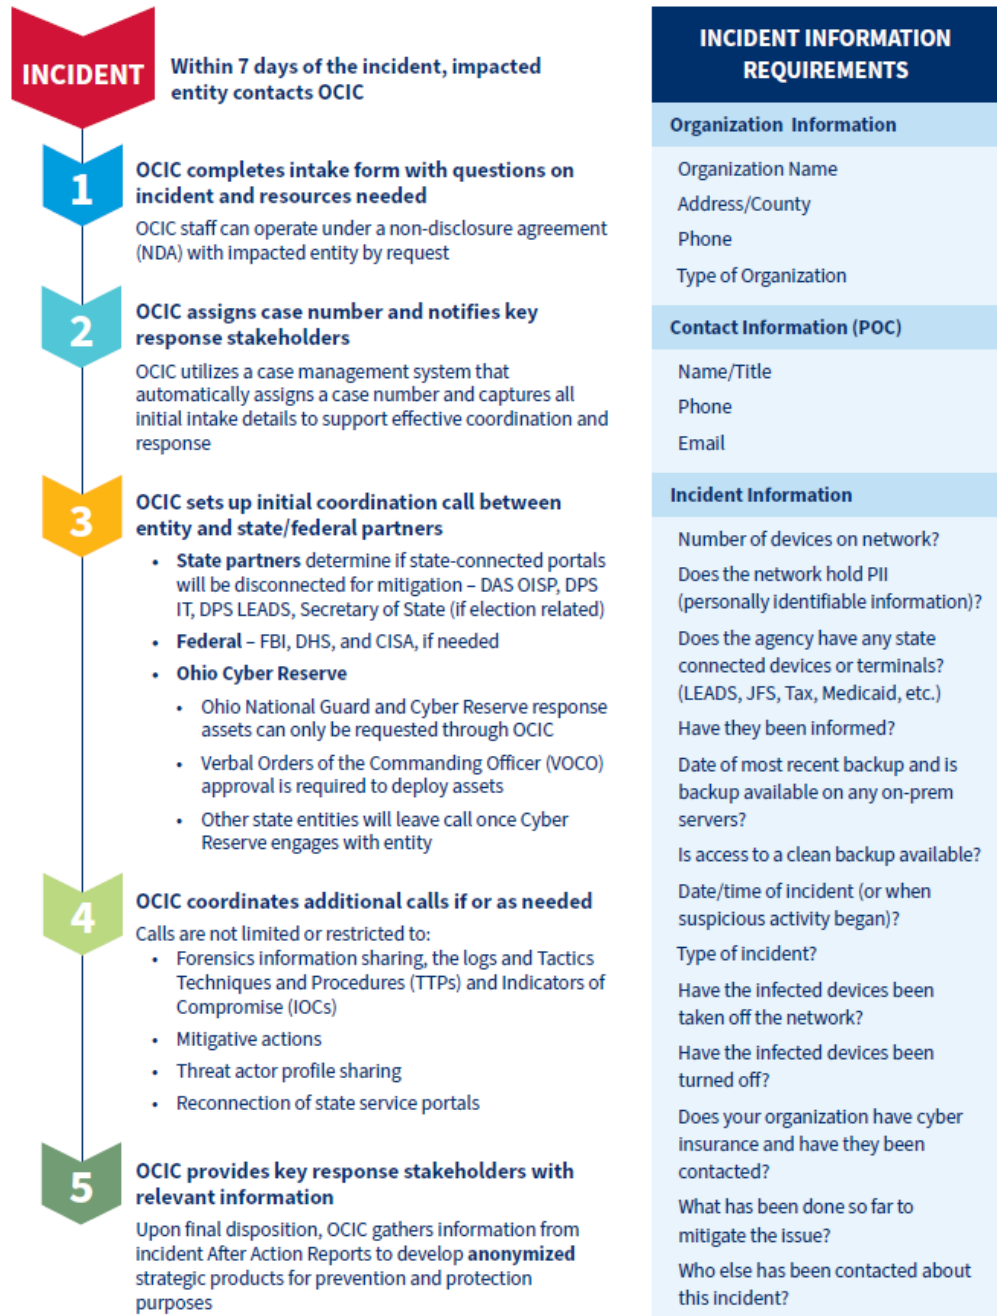 INCIDENT
Within 7 days of the incident, impacted
entity contacts OCIC
1
OCIC completes intake form with questions on
incident and resources needed
OCIC staff can operate under a non-disclosure agreement
(NDA) with impacted entity by request
2
OCIC assigns case number and notifies key
response stakeholders
OCIC utilizes a case management system that
automatically assigns a case number and captures all
initial intake details to support effective coordination and
response
3
OCIC sets up initial coordination call between
entity and state/federal partners
• State partners determine if state-connected portals
will be disconnected for mitigation – DAS OISP, DPS
IT, DPS LEADS, Secretary of State (if election related)
• Federal – FBI, DHS, and CISA, if needed
• Ohio Cyber Reserve
• Ohio National Guard and Cyber Reserve response
assets can only be requested through OCIC
• Verbal Orders of the Commanding Officer (VOCO)
approval is required to deploy assets
• Other state entities will leave call once Cyber
Reserve engages with entity
4
OCIC coordinates additional calls if or as needed
Calls are not limited or restricted to:
• Forensics information sharing, the logs and Tactics
Techniques and Procedures (TTPs) and Indicators of
Compromise (IOCs)
• Mitigative actions
• Threat actor profile sharing
• Reconnection of state service portals
5
OCIC provides key response stakeholders with
relevant information
Upon final disposition, OCIC gathers information from
incident After Action Reports to develop anonymized
strategic products for prevention and protection
purposes
INCIDENT INFORMATION
REQUIREMENTS
Organization Information
Organization Name
Address/County
Phone
Type of Organization
Contact Information (POC)
Name/Title
Phone
Email
Incident Information
Number of devices on network?
Does the network hold PII
(personally identifiable information)?
Does the agency have any state
connected devices or terminals?
(LEADS, JFS, Tax, Medicaid, etc.)
Have they been informed?
Date of most recent backup and is
backup available on any on-prem
servers?
Is access to a clean backup available?
Date/time of incident (or when
suspicious activity began)?
Type of incident?
Have the infected devices been
taken off the network?
Have the infected devices been
turned off?
Does your organization have cyber
insurance and have they been
contacted?
What has been done so far to
mitigate the issue?
Who else has been contacted about
this incident?